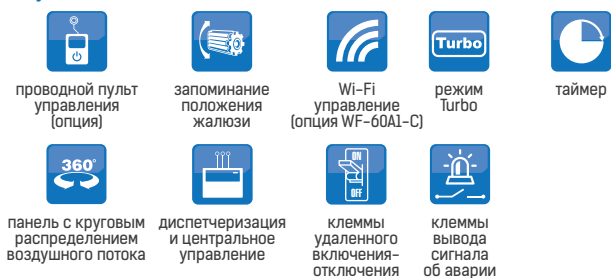 Turbo
проводной пульт
управления
(опция)
запоминание
положения
жалюзи
Wi-Fi
управление
(опция WF-60A1-C)
режим
Turbo
таймер
360°
ON
OFF
панель с круговым
распределением
воздушного потока
диспетчеризация
и центральное
управление
клеммы
удаленного
включения-
отключения
клеммы
вывода
сигнала
об аварии